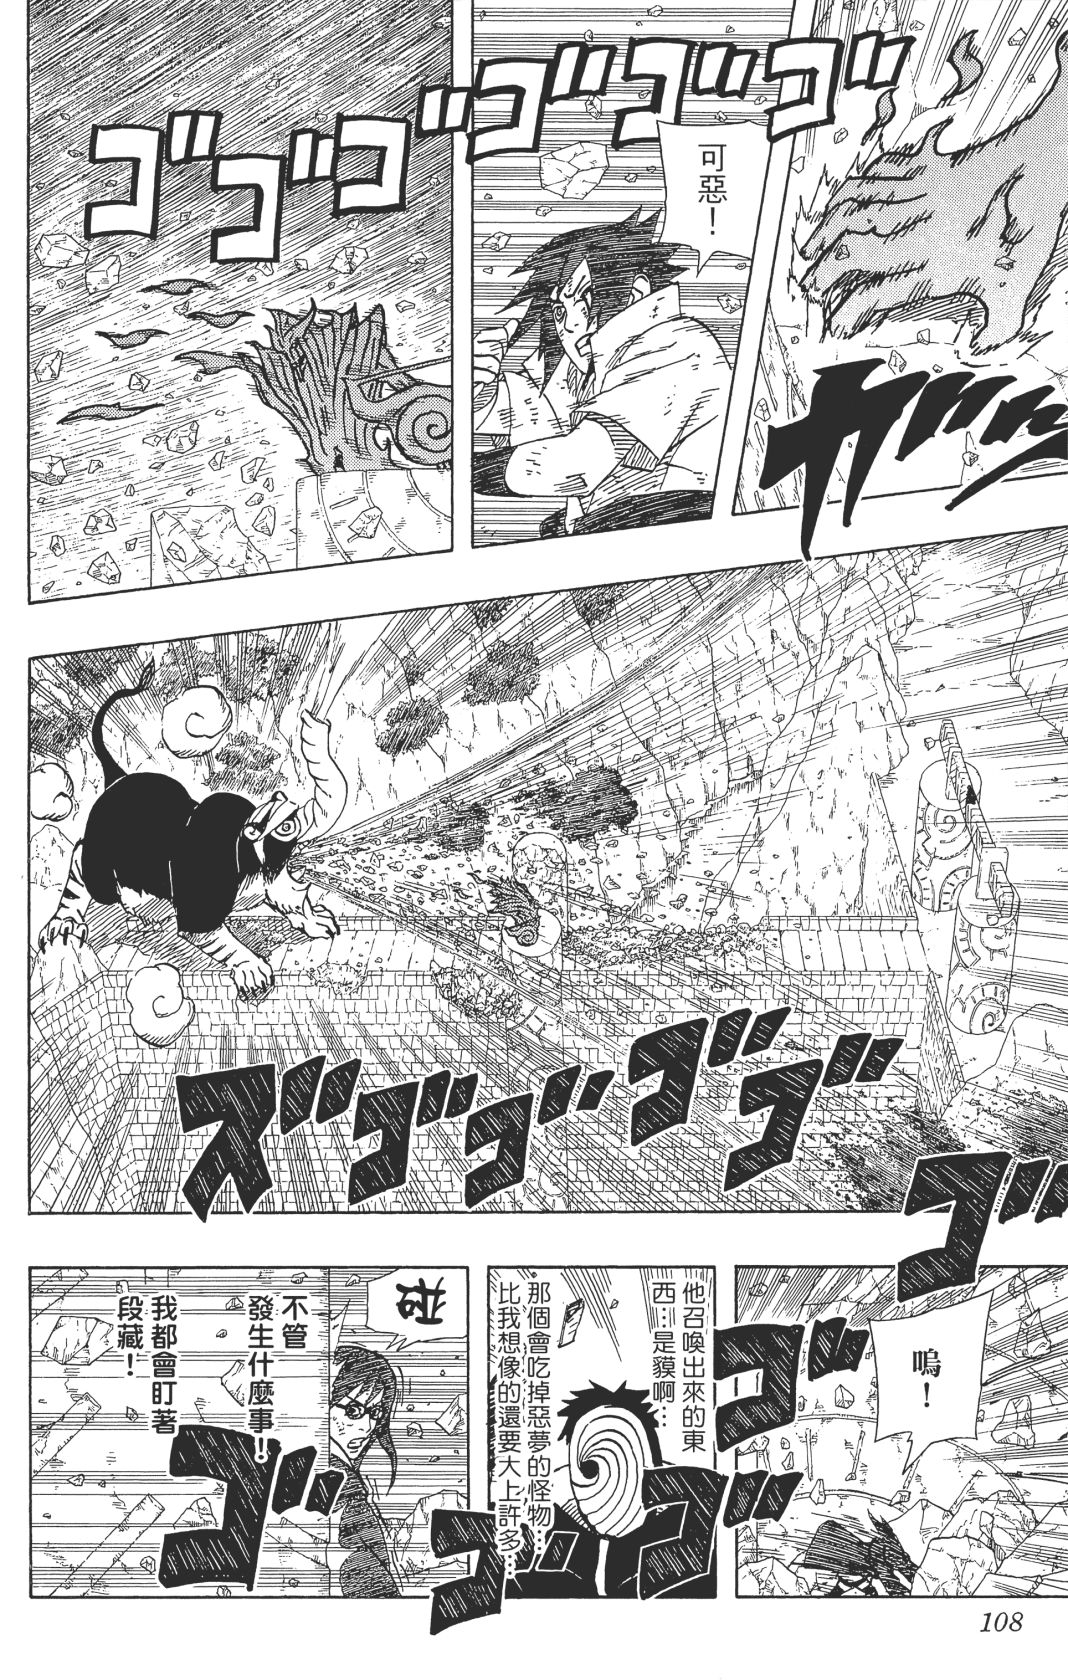 ガッ
可惡！
ゴゴゴゴゴゴ
ズゴゴゴゴゴ
嗚！
他召喚出來的東
西…是貘啊…
那個會吃掉惡夢的怪物…
比我想像的還要大上許多…
ゴゴ
不管
發生什麼事！
我都會盯著
段藏！
ゴ
108